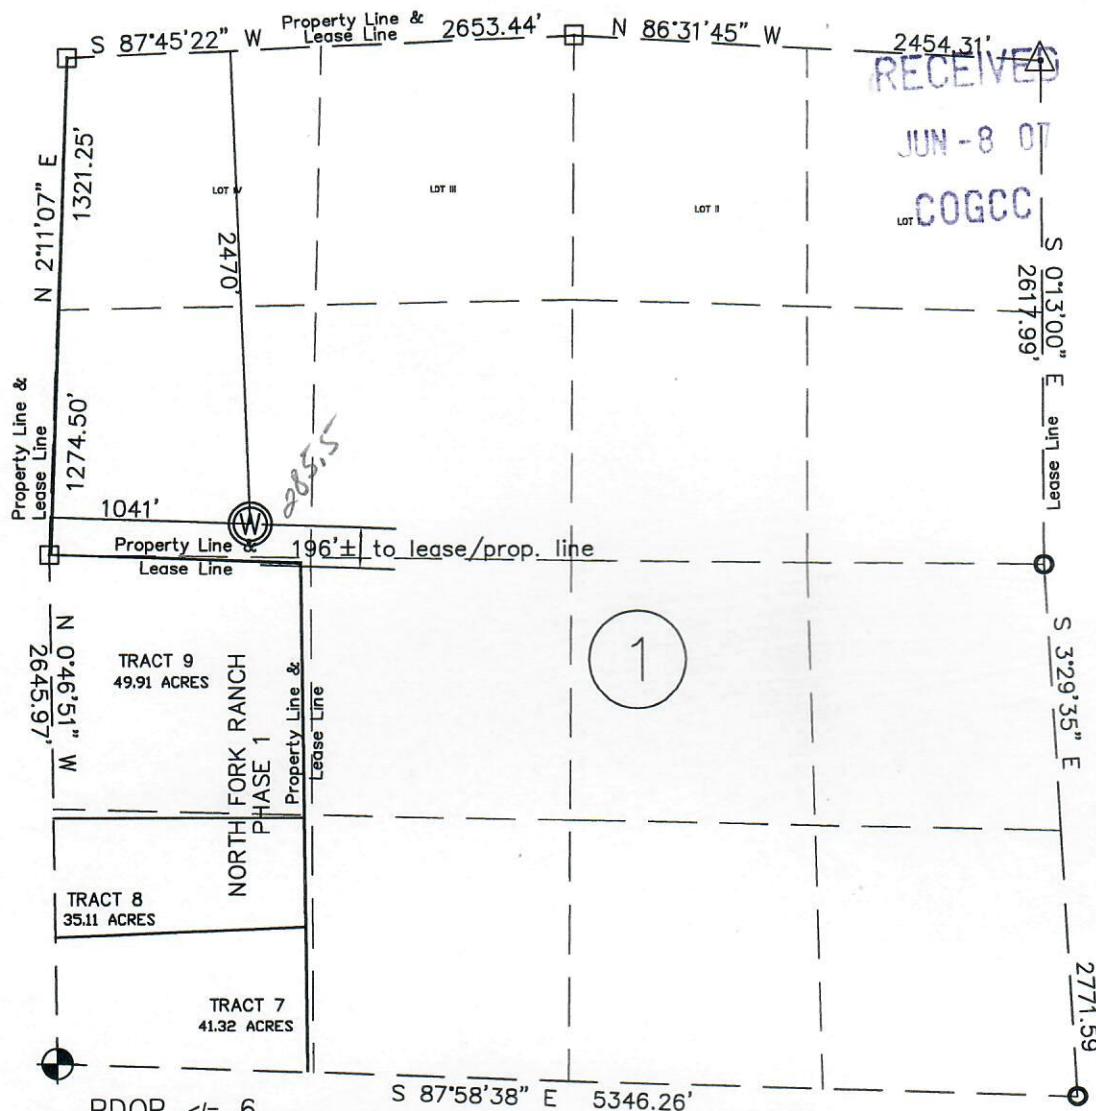 Property Line &
Lease Line
S 87°45'22" W
2653.44'
N 86°31'45" W
2454.31'
RECEIVED
JUN - 8 07
COGCC
LOT IV
LOT III
LOT II
LOT
N 2°11'07" E
1321.25'
2470'
S 0°13'00" E
2617.99'
Lease Line
Property Line &
Lease Line
1274.50'
285.5
1041'
W
Property Line &
Lease Line
196'± to lease/prop. line
1
N 0°46'51" W
2645.97'
TRACT 9
49.91 ACRES
NORTH FORK RANCH
PHASE 1
Property Line &
Lease Line
S 3°29'35" E
2771.59
TRACT 8
35.11 ACRES
TRACT 7
41.32 ACRES
S 87°58'38" E
5346.26'